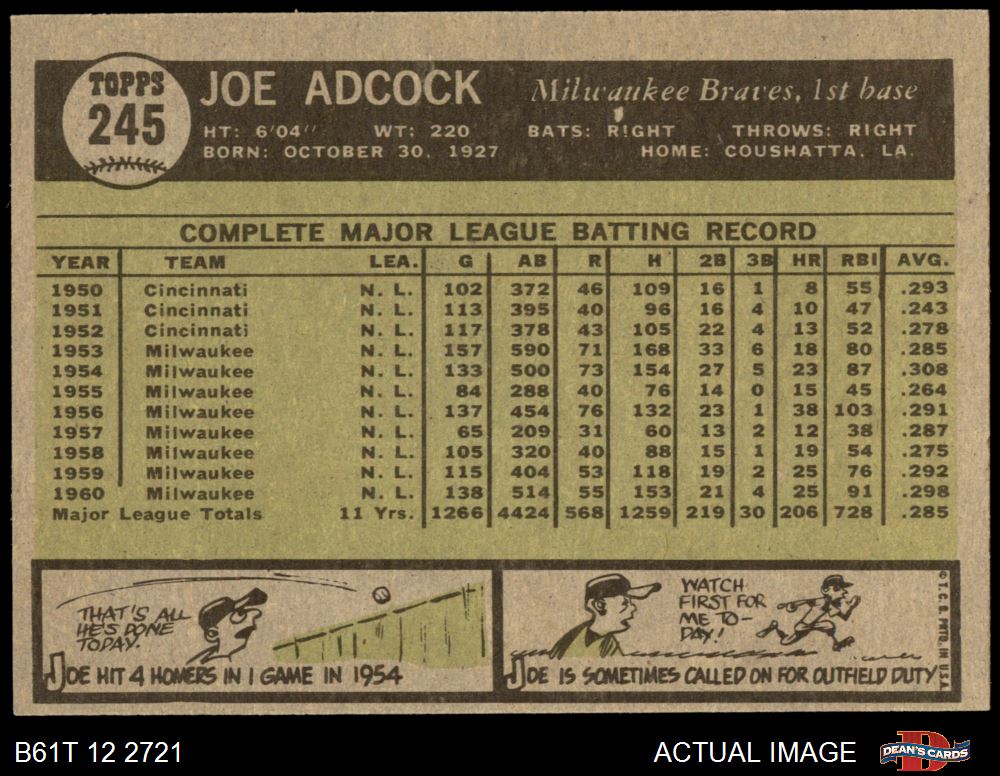 TOPPS
245
JOE ADCOCK
Milwaukee Braves, 1st base
HT: 6'04" WT: 220 BATS: RIGHT THROWS: RIGHT
BORN: OCTOBER 30, 1927 HOME: COUSHATTA, LA.
COMPLETE MAJOR LEAGUE BATTING RECORD
YEAR TEAM LEA. G AB R H 2B 3B HR RBI AVG.
1950 Cincinnati N. L. 102 372 46 109 16 1 8 55 .293
1951 Cincinnati N. L. 113 395 40 96 16 4 10 47 .243
1952 Cincinnati N. L. 117 378 43 105 22 4 13 52 .278
1953 Milwaukee N. L. 157 590 71 168 33 6 18 80 .285
1954 Milwaukee N. L. 133 500 73 154 27 5 23 87 .308
1955 Milwaukee N. L. 84 288 40 76 14 0 15 45 .264
1956 Milwaukee N. L. 137 454 76 132 23 1 38 103 .291
1957 Milwaukee N. L. 65 209 31 60 13 2 12 38 .287
1958 Milwaukee N. L. 105 320 40 88 15 1 19 54 .275
1959 Milwaukee N. L. 115 404 53 118 19 2 25 76 .292
1960 Milwaukee N. L. 138 514 55 153 21 4 25 91 .298
Major League Totals 11 Yrs. 1266 4424 568 1259 219 30 206 728 .285
THAT'S ALL
HE'S DONE
TODAY.
JOE HIT 4 HOMERS IN 1 GAME IN 1954
WATCH
FIRST FOR
ME TO-
DAY!
JOE IS SOMETIMES CALLED ON FOR OUTFIELD DUTY
© T.C.G. PRTD. IN U.S.A.
B61T 12 2721
ACTUAL IMAGE
DEAN'S CARDS